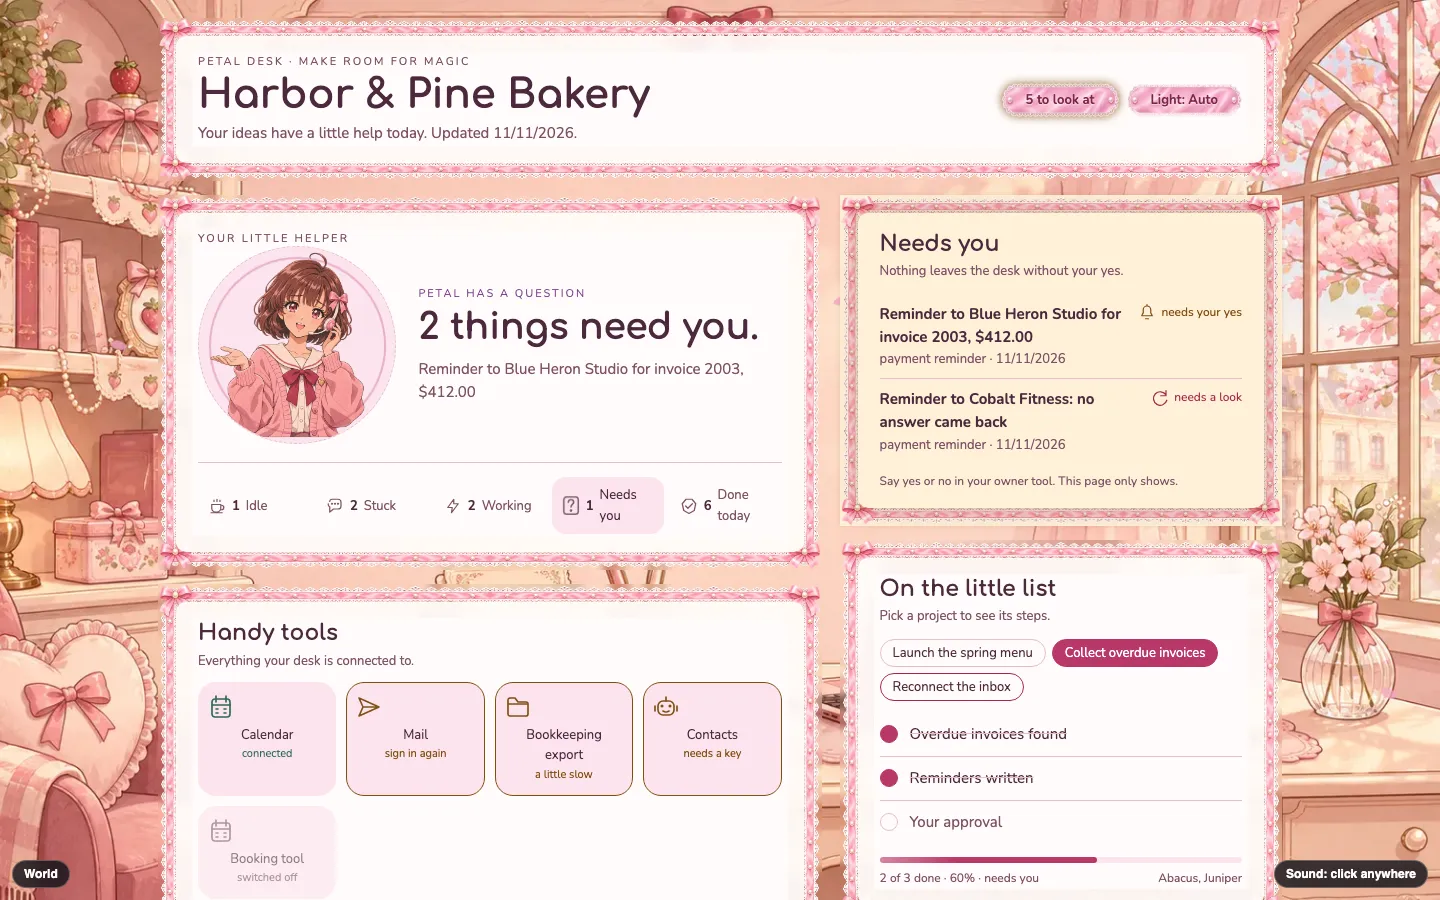 PETAL DESK · MAKE ROOM FOR MAGIC
Harbor & Pine Bakery
Your ideas have a little help today. Updated 11/11/2026.
5 to look at
Light: Auto
YOUR LITTLE HELPER
PETAL HAS A QUESTION
2 things need you.
Reminder to Blue Heron Studio for invoice 2003,
$412.00
1 Idle
2 Stuck
2 Working
1 Needs
you
6 Done
today
Needs you
Nothing leaves the desk without your yes.
Reminder to Blue Heron Studio for
invoice 2003, $412.00
needs your yes
payment reminder · 11/11/2026
Reminder to Cobalt Fitness: no
answer came back
needs a look
payment reminder · 11/11/2026
Say yes or no in your owner tool. This page only shows.
Handy tools
Everything your desk is connected to.
Calendar
connected
Mail
sign in again
Bookkeeping
export
a little slow
Contacts
needs a key
Booking tool
switched off
On the little list
Pick a project to see its steps.
Launch the spring menu
Collect overdue invoices
Reconnect the inbox
Overdue invoices found
Reminders written
Your approval
2 of 3 done · 60% · needs you
Abacus, Juniper
World
Sound: click anywhere